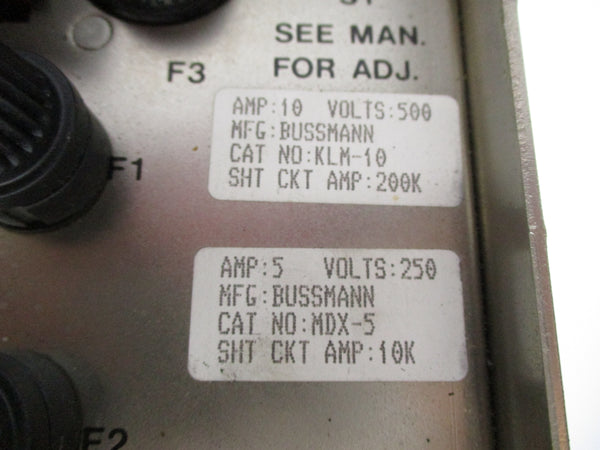 SEE MAN.
F3 FOR ADJ.
AMP:10 VOLTS:500
MFG:BUSSMANN
CAT NO:KLM-10
SHT CKT AMP:200K
F1
AMP:5 VOLTS:250
MFG:BUSSMANN
CAT NO:MDX-5
SHT CKT AMP:10K
F2